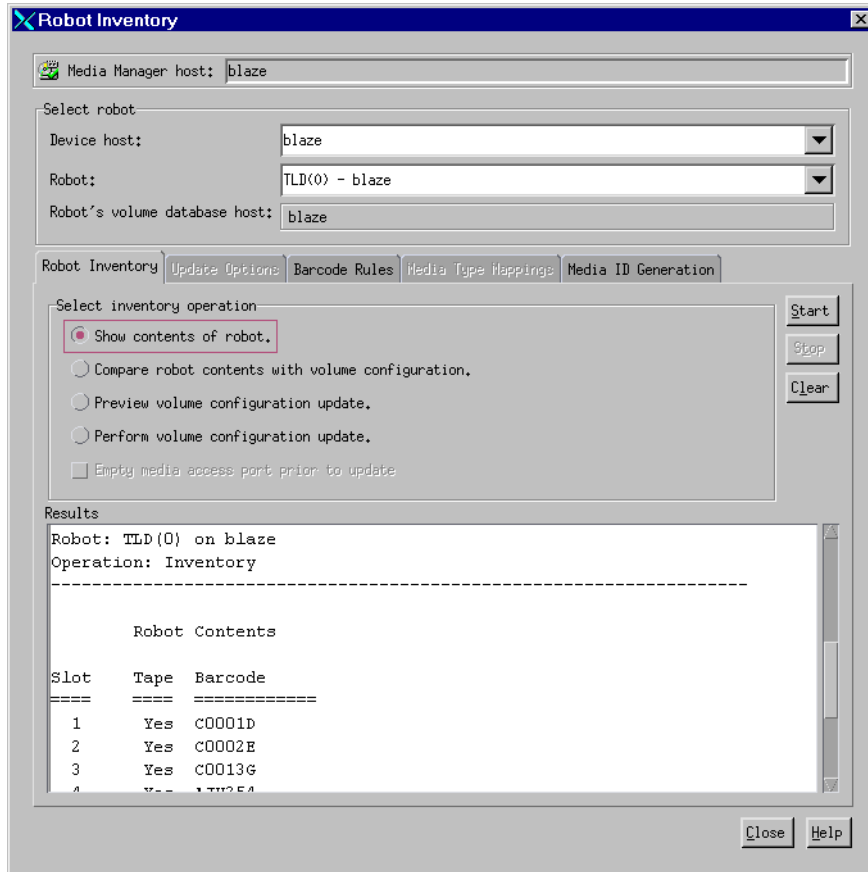 Robot Inventory
Media Manager host: blaze
Select robot
Device host: blaze
Robot: TLD(0) - blaze
Robot's volume database host: blaze
Robot Inventory Update Options Barcode Rules Media Type Mappings Media ID Generation
Select inventory operation
Start
Show contents of robot.
Stop
Compare robot contents with volume configuration.
Clear
Preview volume configuration update.
Perform volume configuration update.
Empty media access port prior to update
Results
Robot: TLD(0) on blaze
Operation: Inventory
--------------------------------------------------------------------
Robot Contents
Slot Tape Barcode
==== ==== ============
1 Yes C0001D
2 Yes C0002E
3 Yes C0013G
4 Yes
Close Help